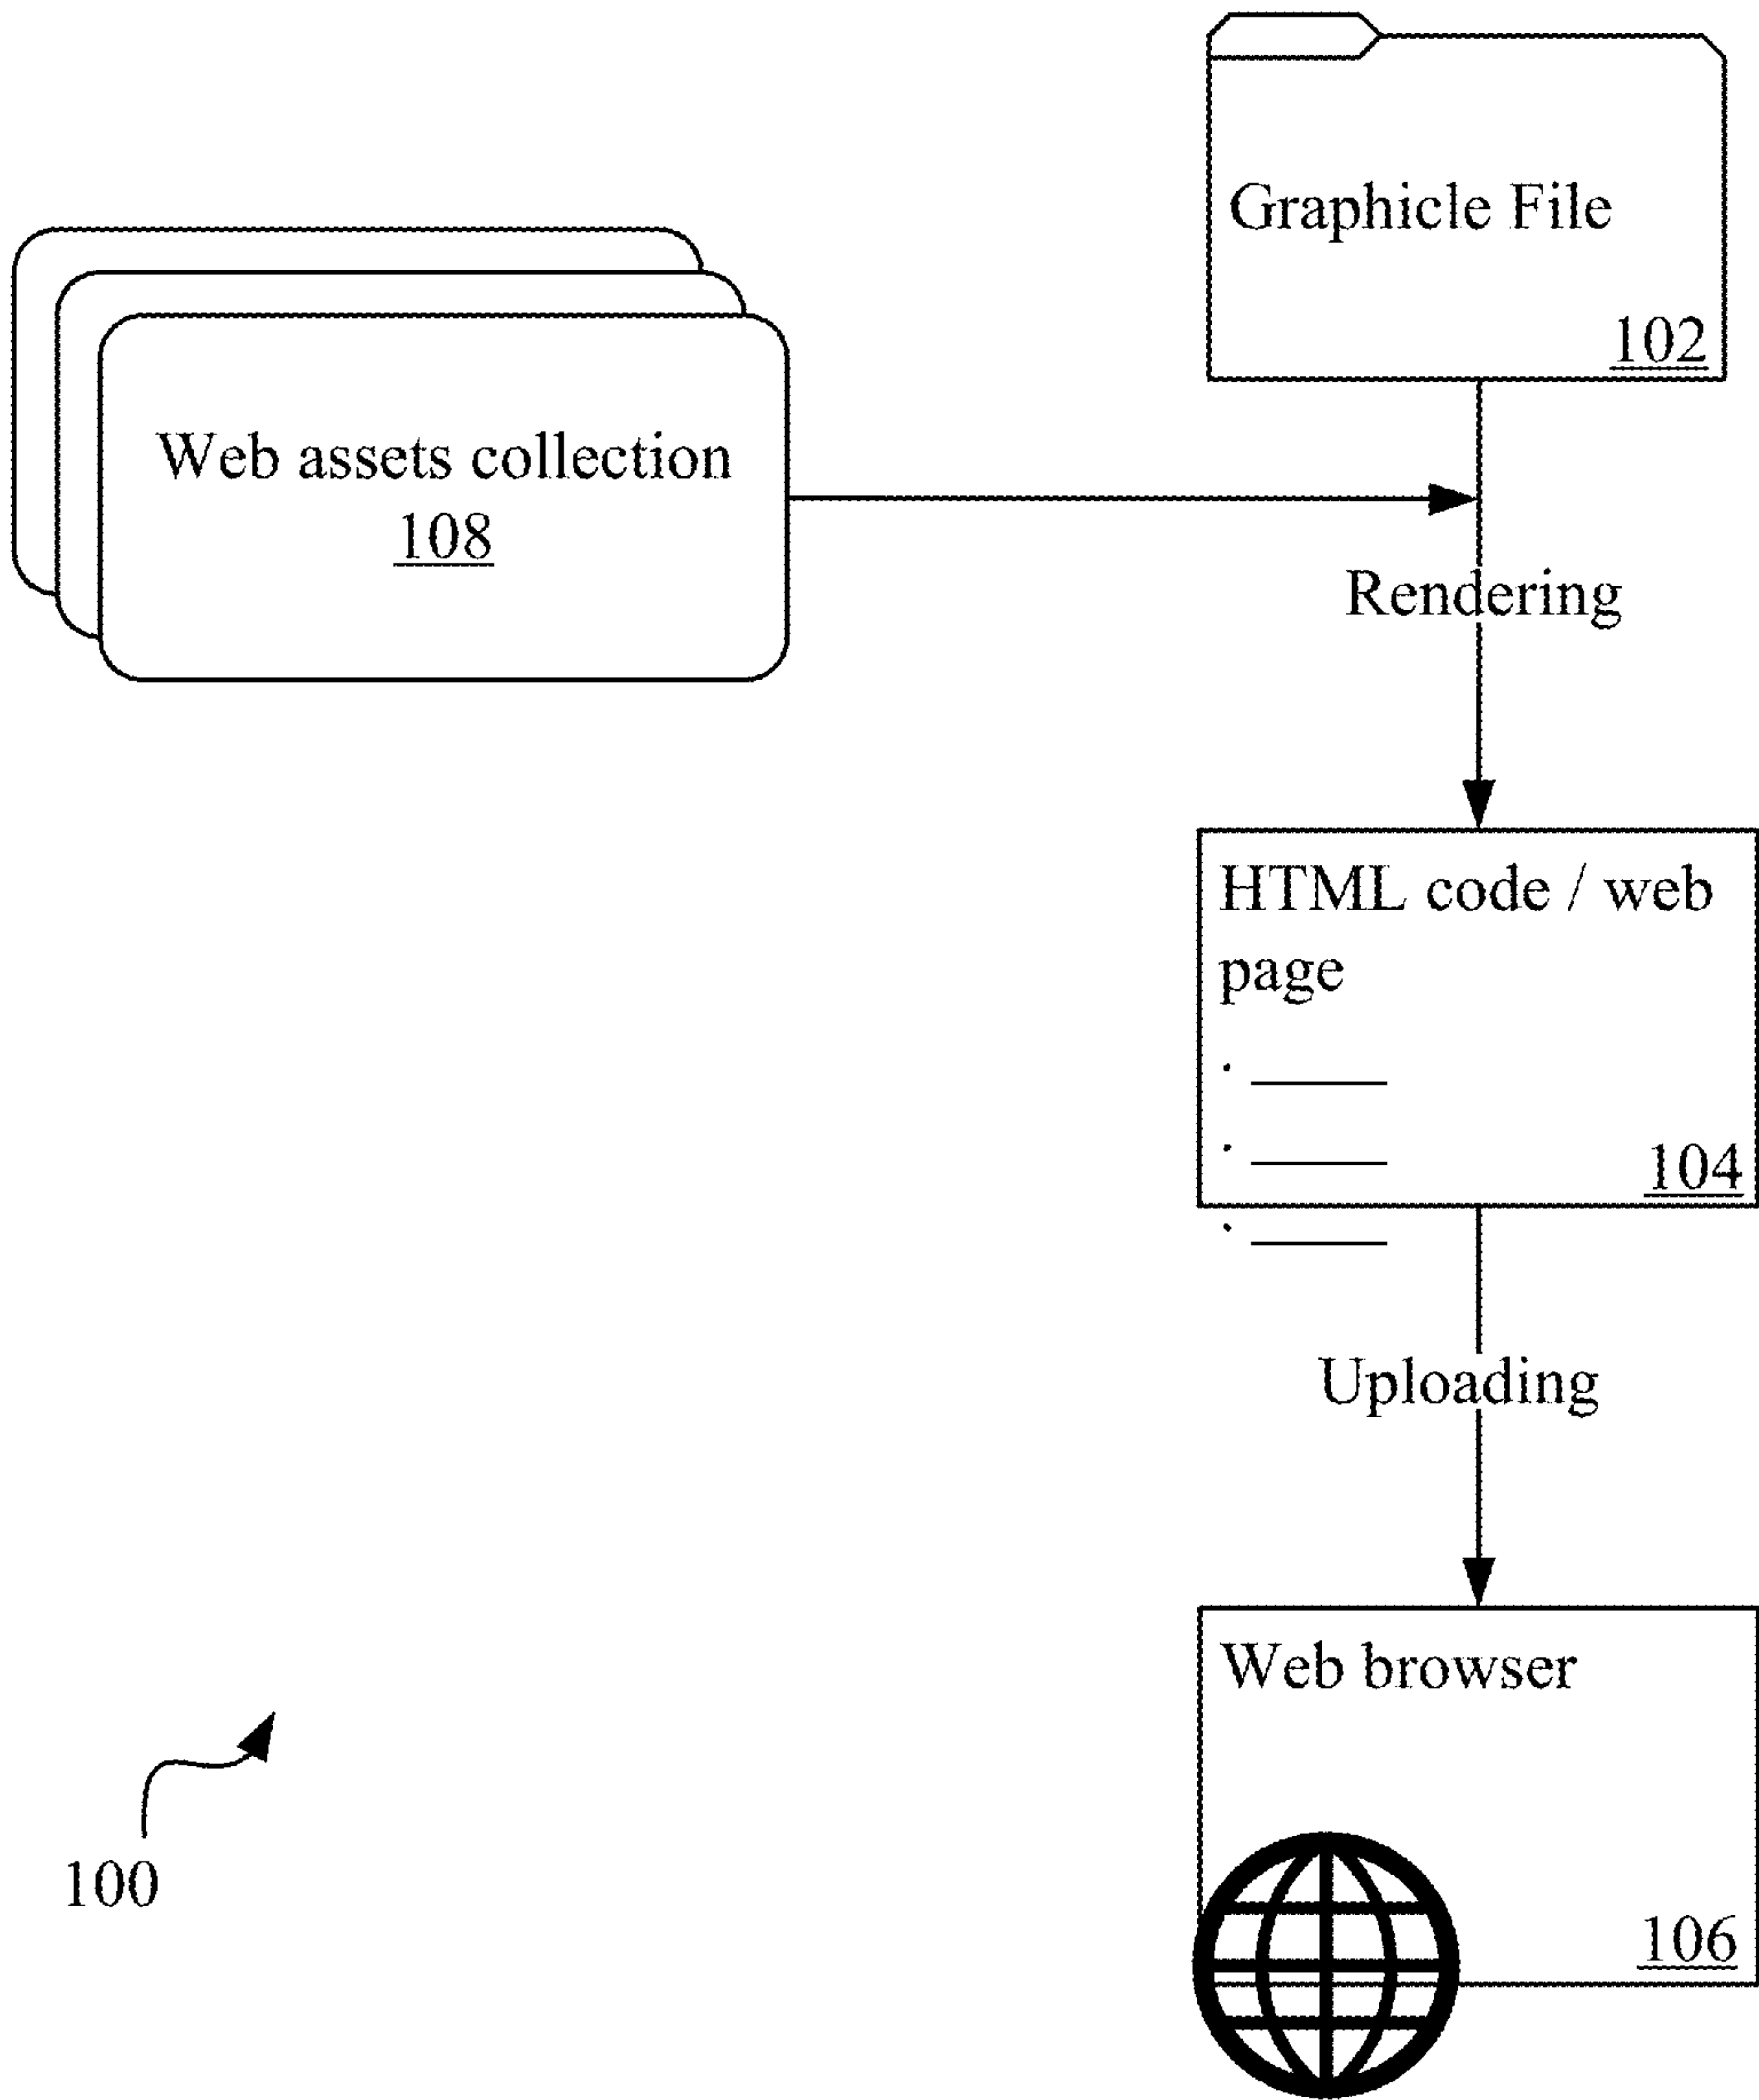 Graphicle File
102
Web assets collection
108
Rendering
HTML code / web
page
104
Uploading
Web browser
106
100